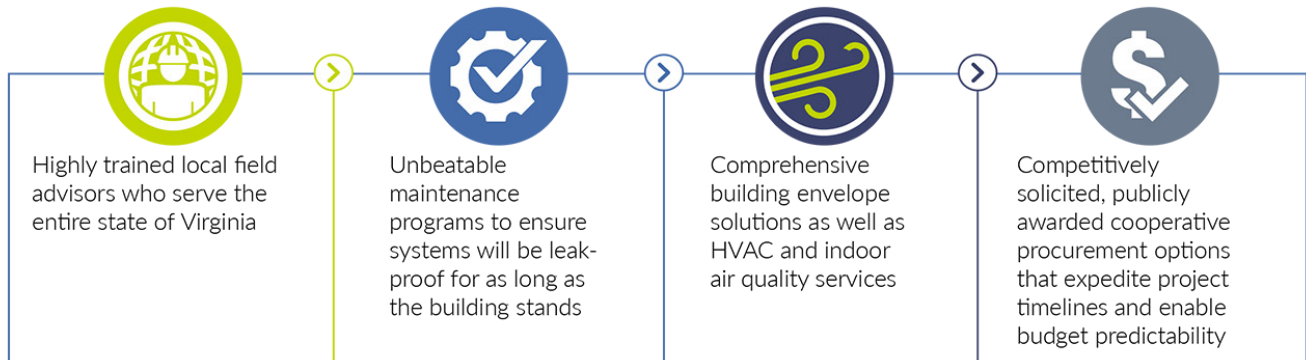 Highly trained local field
advisors who serve the
entire state of Virginia
Unbeatable
maintenance
programs to ensure
systems will be leak-
proof for as long as
the building stands
Comprehensive
building envelope
solutions as well as
HVAC and indoor
air quality services
Competitively
solicited, publicly
awarded cooperative
procurement options
that expedite project
timelines and enable
budget predictability